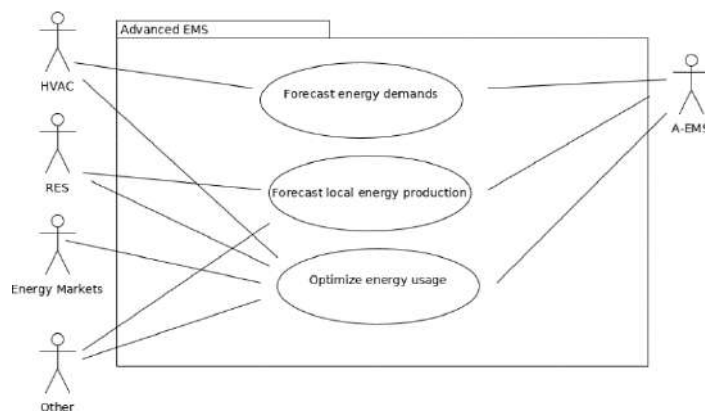 Advanced EMS
HVAC
Forecast energy demands
A-EMS
RES
Forecast local energy production
Energy Markets
Optimize energy usage
Other